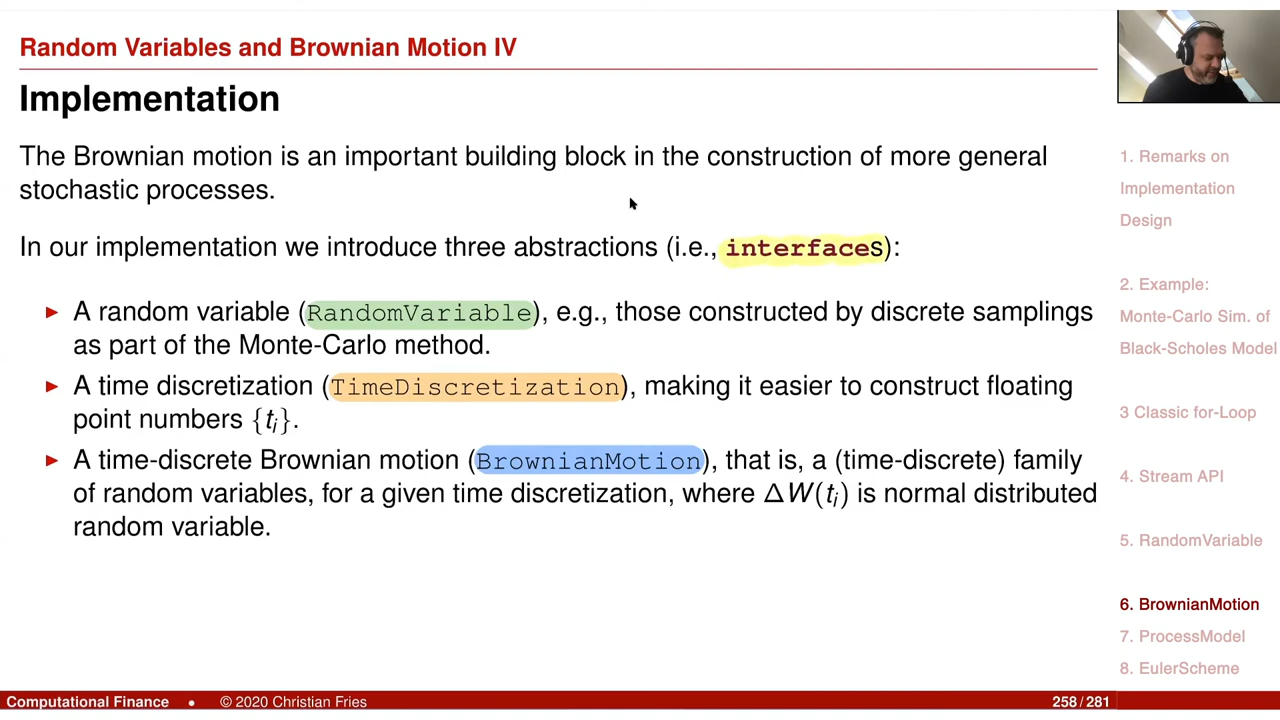 Random Variables and Brownian Motion IV
Implementation
The Brownian motion is an important building block in the construction of more general
stochastic processes.
In our implementation we introduce three abstractions (i.e., interfaces):
▶ A random variable (RandomVariable), e.g., those constructed by discrete samplings
as part of the Monte-Carlo method.
▶ A time discretization (TimeDiscretization), making it easier to construct floating
point numbers {tᵢ}.
▶ A time-discrete Brownian motion (BrownianMotion), that is, a (time-discrete) family
of random variables, for a given time discretization, where ΔW(tᵢ) is normal distributed
random variable.
1. Remarks on
Implementation
Design
2. Example:
Monte-Carlo Sim. of
Black-Scholes Model
3 Classic for-Loop
4. Stream API
5. RandomVariable
6. BrownianMotion
7. ProcessModel
8. EulerScheme
Computational Finance • © 2020 Christian Fries 258 / 281